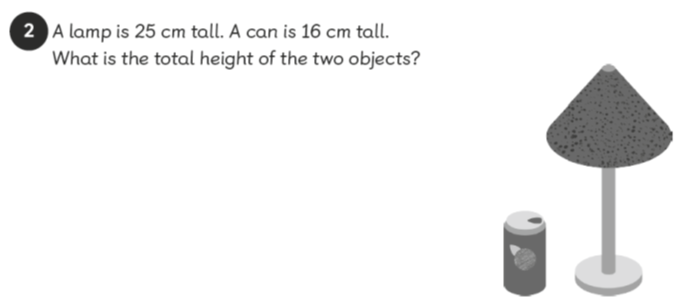 2 A lamp is 25 cm tall. A can is 16 cm tall.
What is the total height of the two objects?